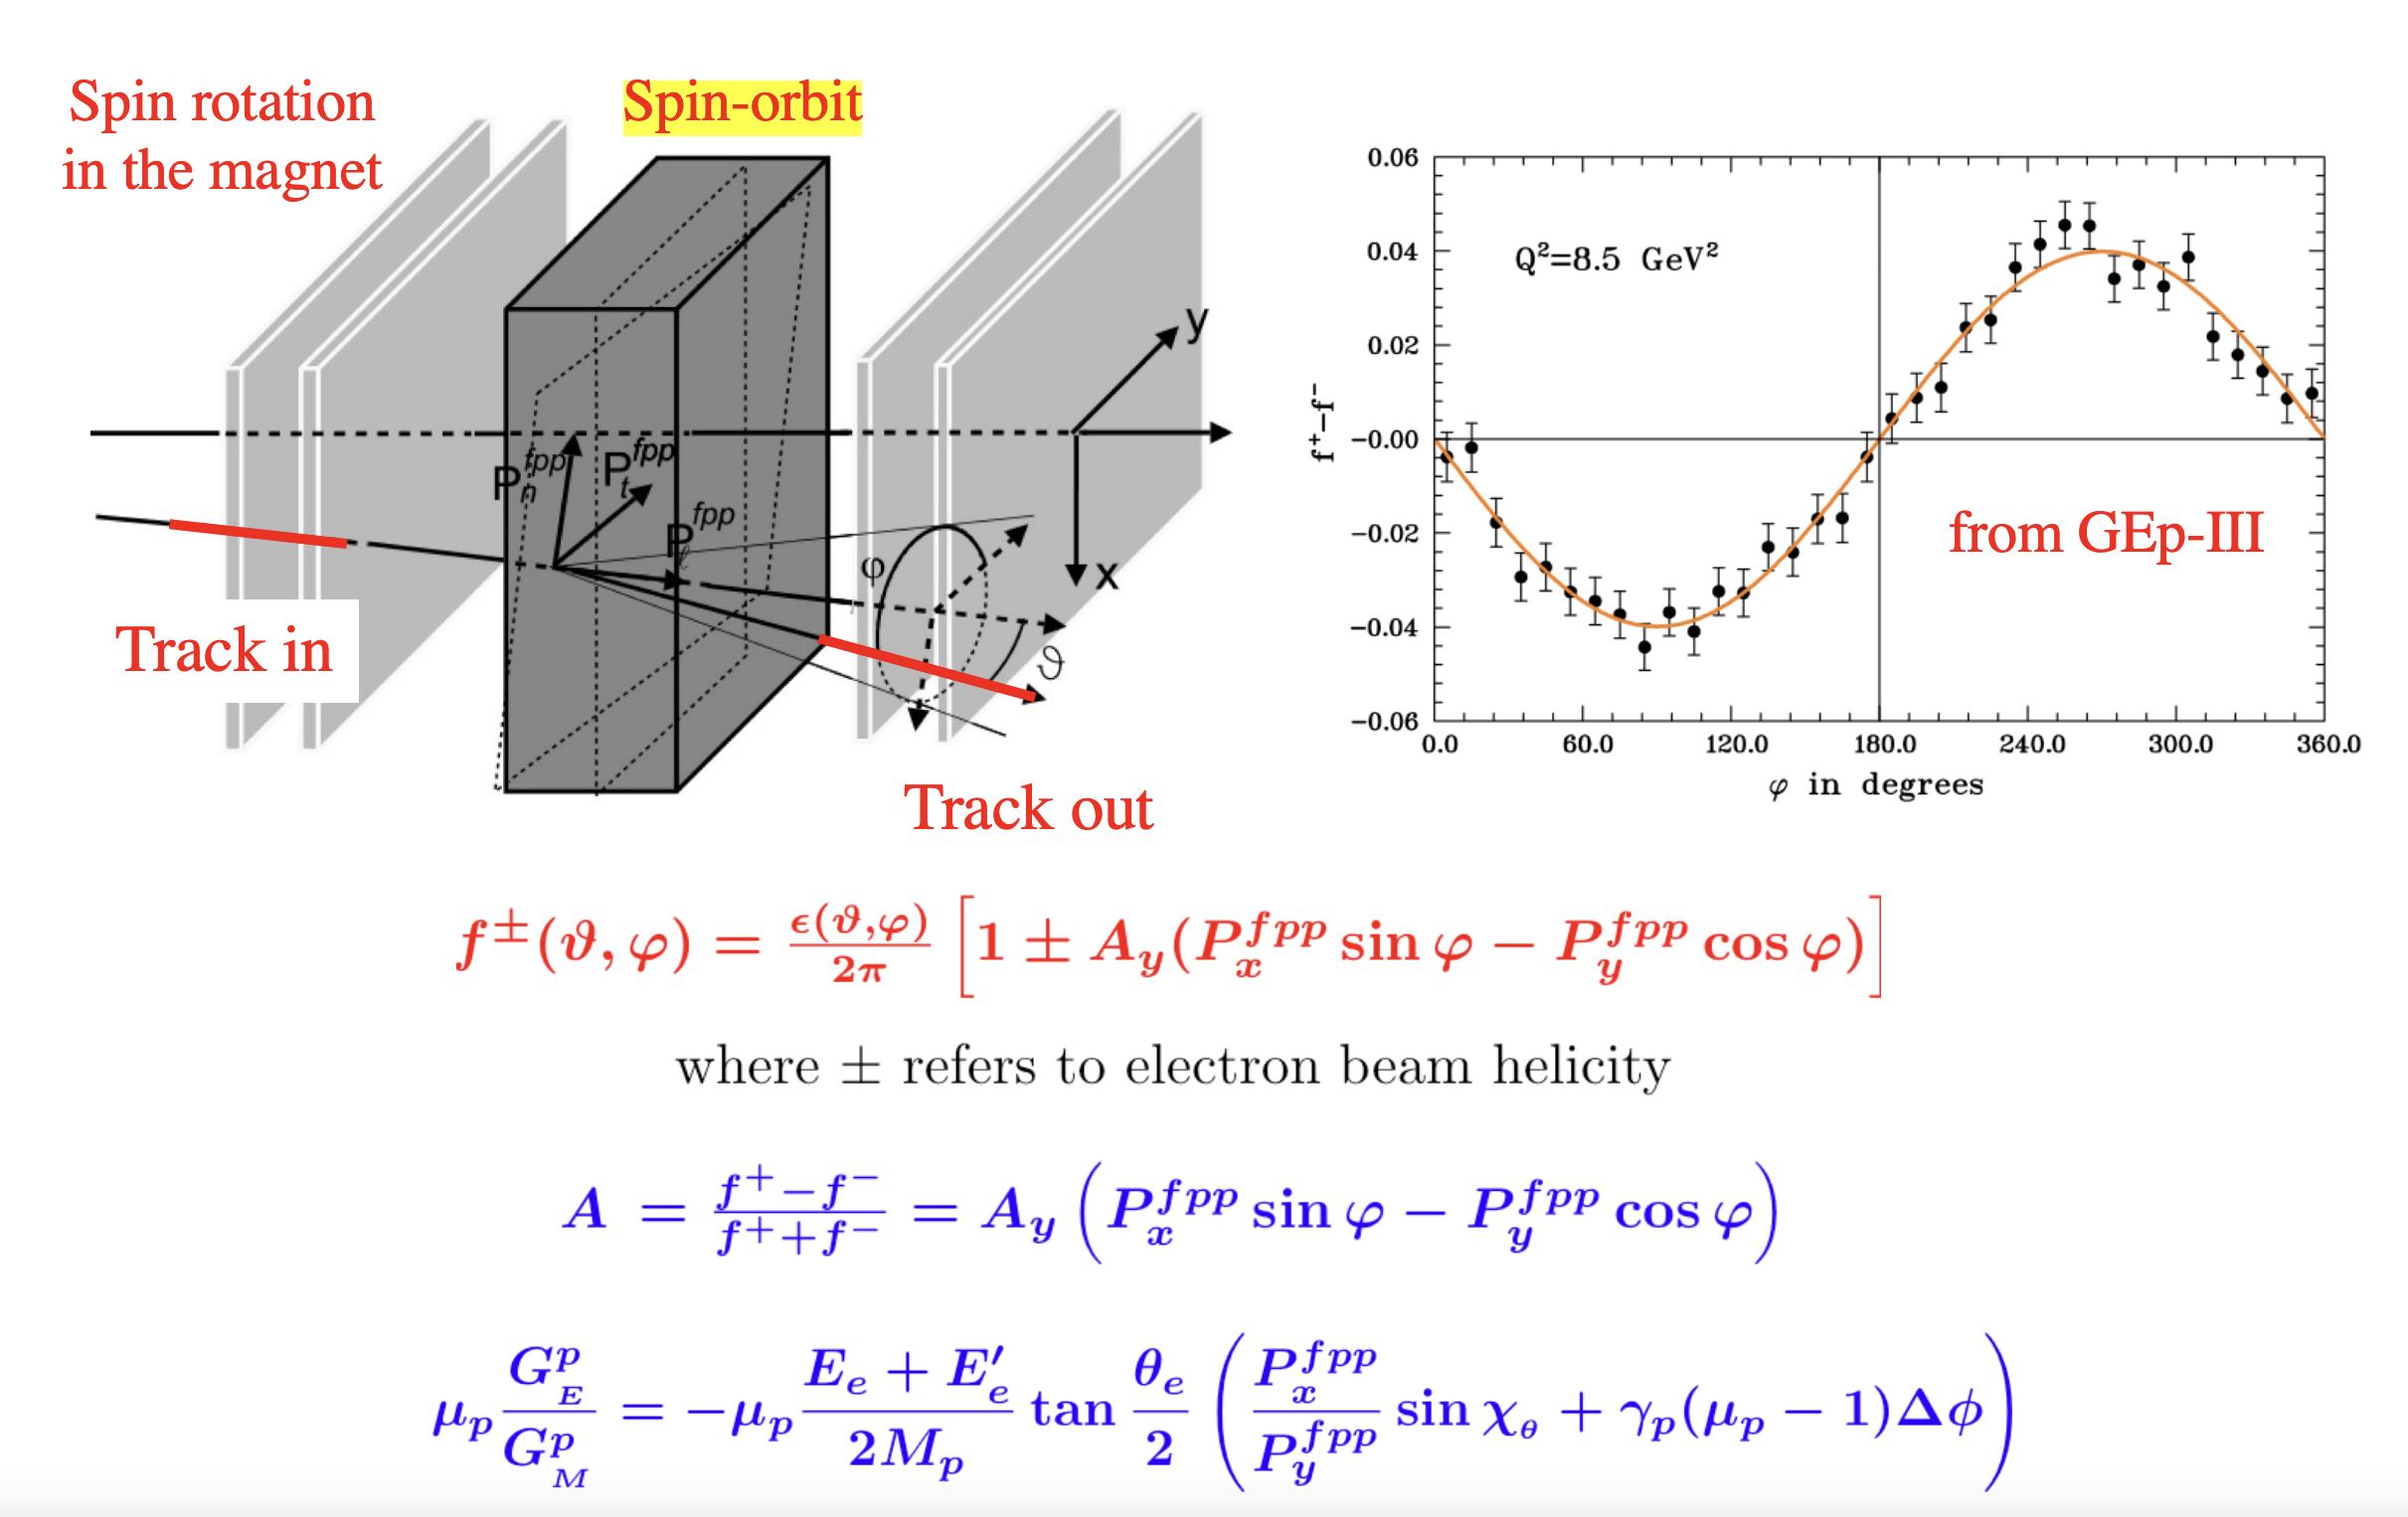 Spin rotation
in the magnet
Spin-orbit
Track in
Track out
P_n^{fpp}
P_t^{fpp}
P_ℓ^{fpp}
φ
ϑ
y
x
0.06
0.04
0.02
−0.00
−0.02
−0.04
−0.06
f⁺−f⁻
Q²=8.5 GeV²
from GEp-III
0.0 60.0 120.0 180.0 240.0 300.0 360.0
φ in degrees
f^±(ϑ,φ) = ϵ(ϑ,φ)/2π [1 ± A_y(P_x^{fpp} sin φ − P_y^{fpp} cos φ)]
where ± refers to electron beam helicity
A = (f⁺−f⁻)/(f⁺+f⁻) = A_y (P_x^{fpp} sin φ − P_y^{fpp} cos φ)
μ_p G_E^p/G_M^p = −μ_p (E_e + E′_e)/2M_p tan θ_e/2 (P_x^{fpp}/P_y^{fpp} sin χ_θ + γ_p(μ_p − 1)Δϕ)